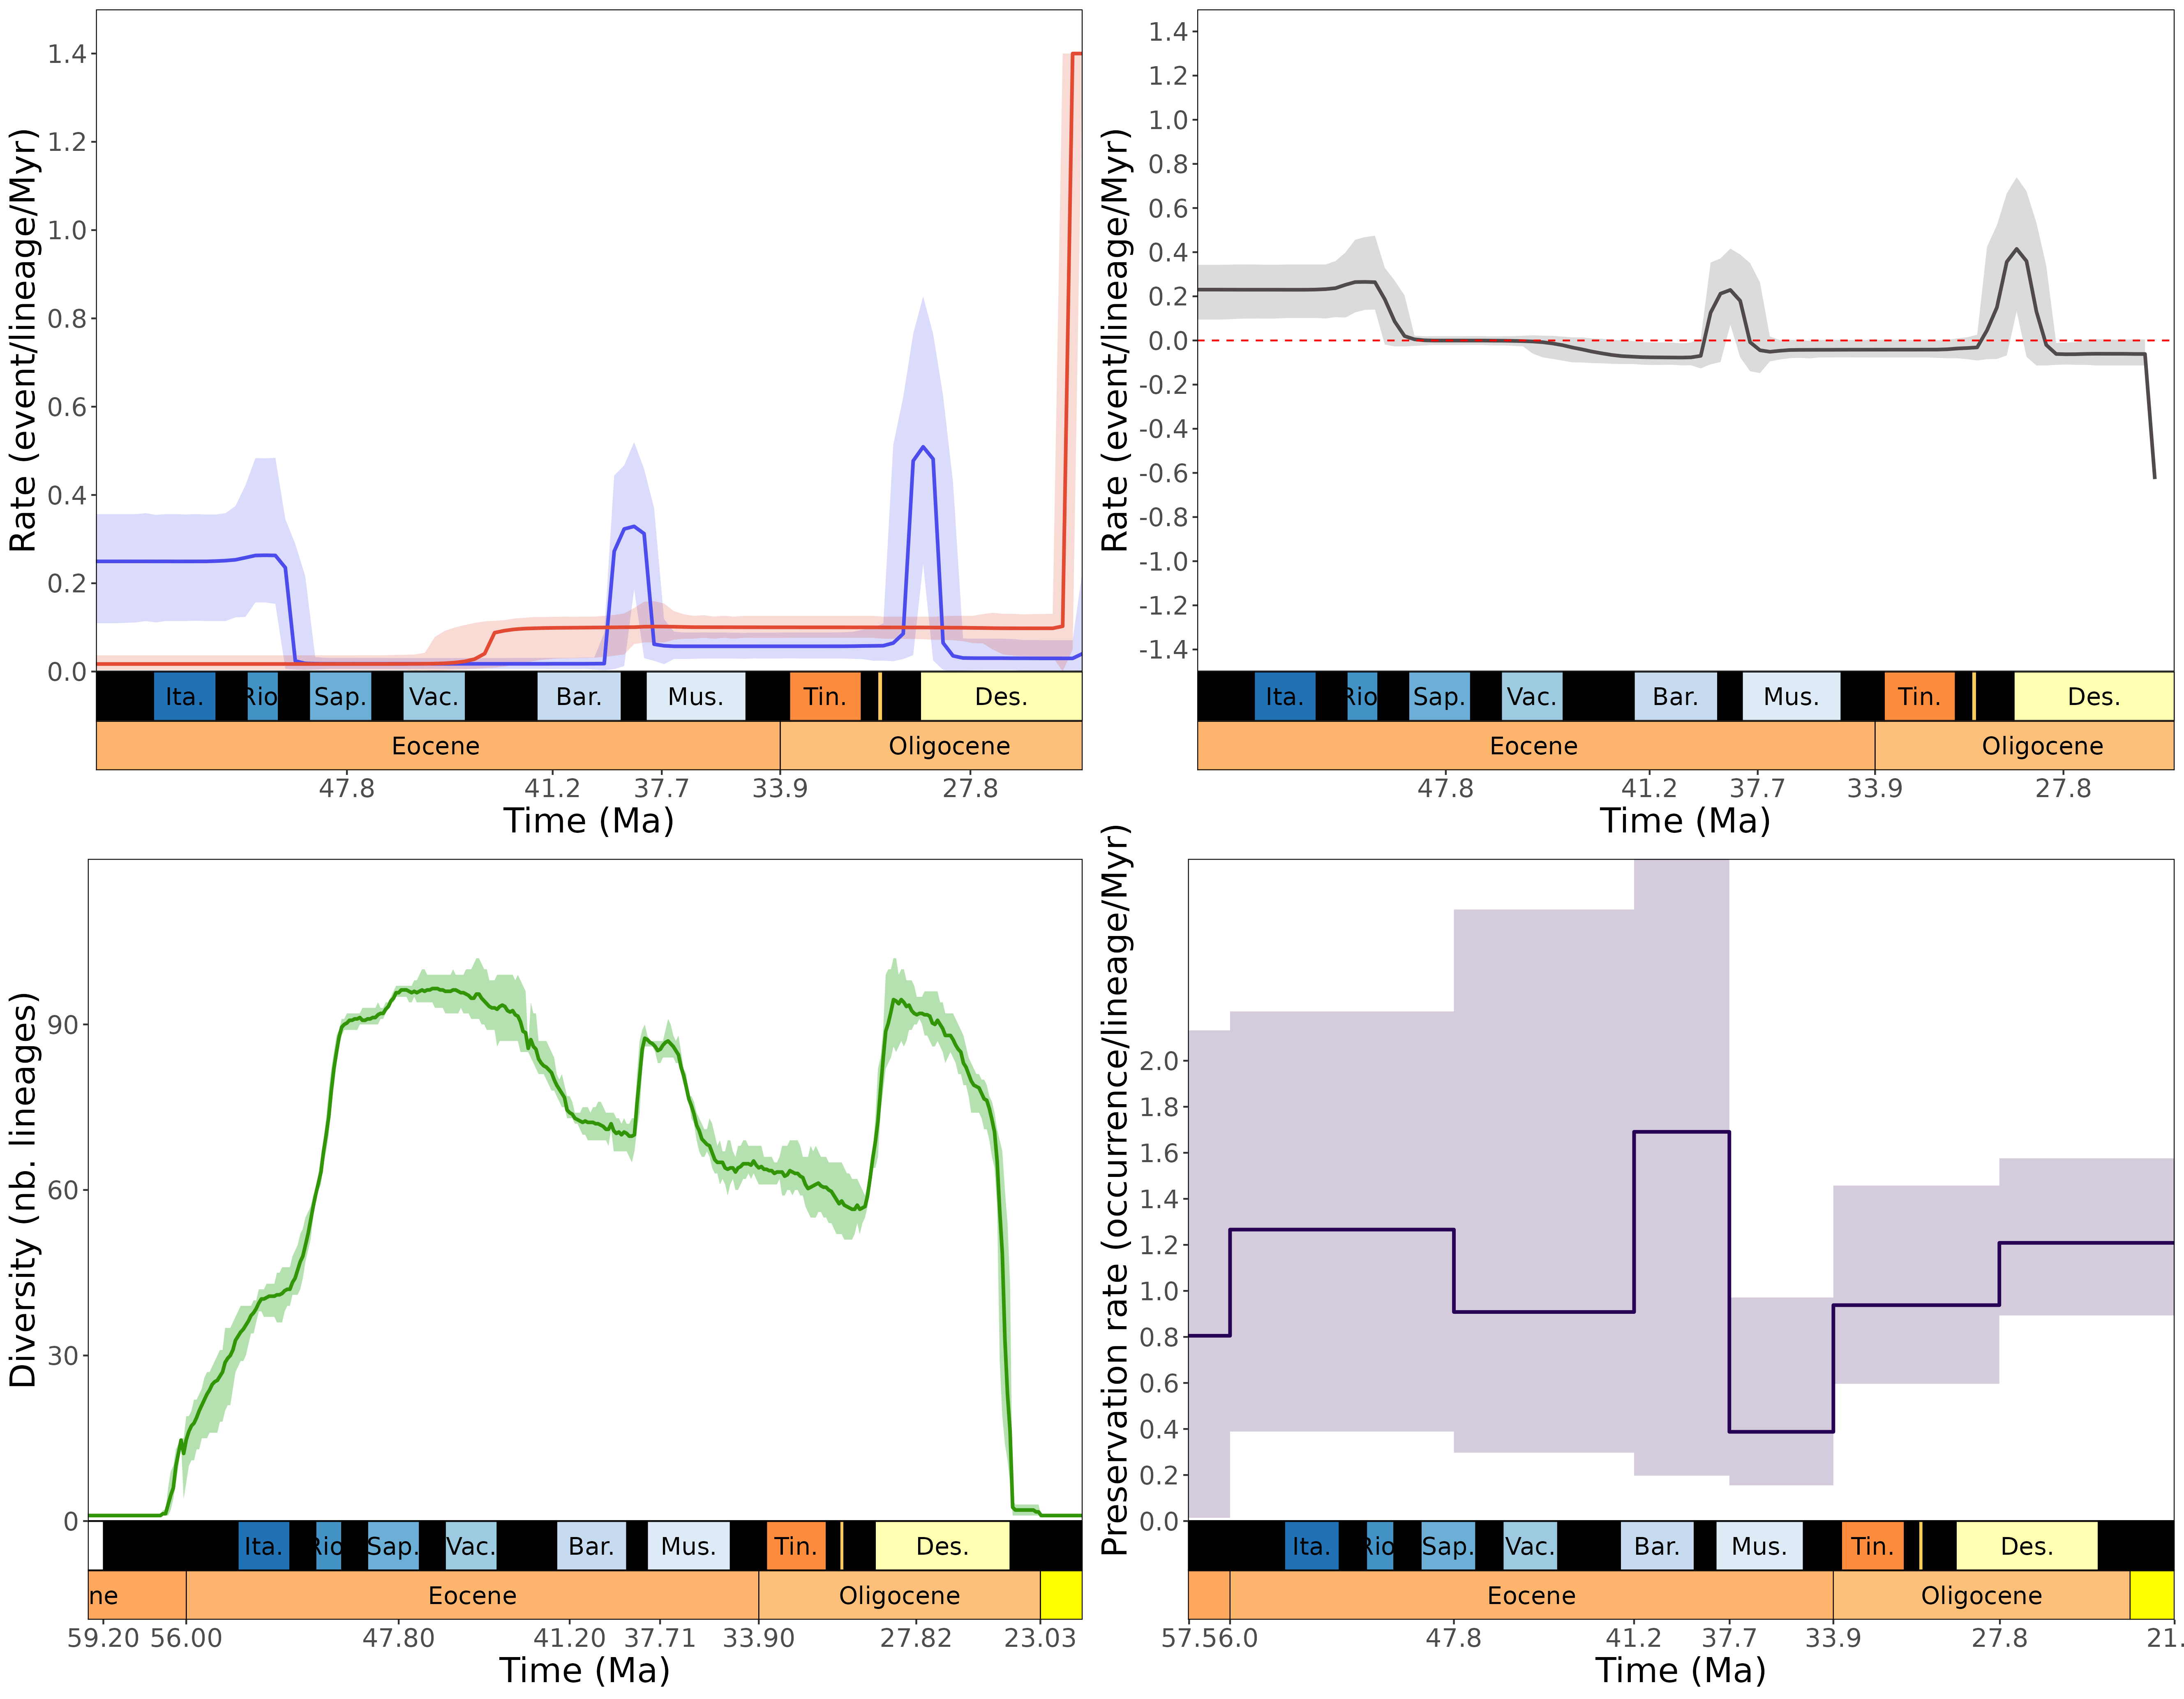 Rate (event/lineage/Myr)
1.4
1.2
1.0
0.8
0.6
0.4
0.2
0.0
Ita. Rio Sap. Vac. Bar. Mus. Tin. Des.
Eocene Oligocene
47.8 41.2 37.7 33.9 27.8
Time (Ma)
Rate (event/lineage/Myr)
1.4
1.2
1.0
0.8
0.6
0.4
0.2
0.0
-0.2
-0.4
-0.6
-0.8
-1.0
-1.2
-1.4
Ita. Rio Sap. Vac. Bar. Mus. Tin. Des.
Eocene Oligocene
47.8 41.2 37.7 33.9 27.8
Time (Ma)
Diversity (nb. lineages)
90
60
30
0
Ita. Rio Sap. Vac. Bar. Mus. Tin. Des.
ne Eocene Oligocene
59.20 56.00 47.80 41.20 37.71 33.90 27.82 23.03
Time (Ma)
Preservation rate (occurrence/lineage/Myr)
2.0
1.8
1.6
1.4
1.2
1.0
0.8
0.6
0.4
0.2
0.0
Ita. Rio Sap. Vac. Bar. Mus. Tin. Des.
Eocene Oligocene
57.56.0 47.8 41.2 37.7 33.9 27.8 21.
Time (Ma)